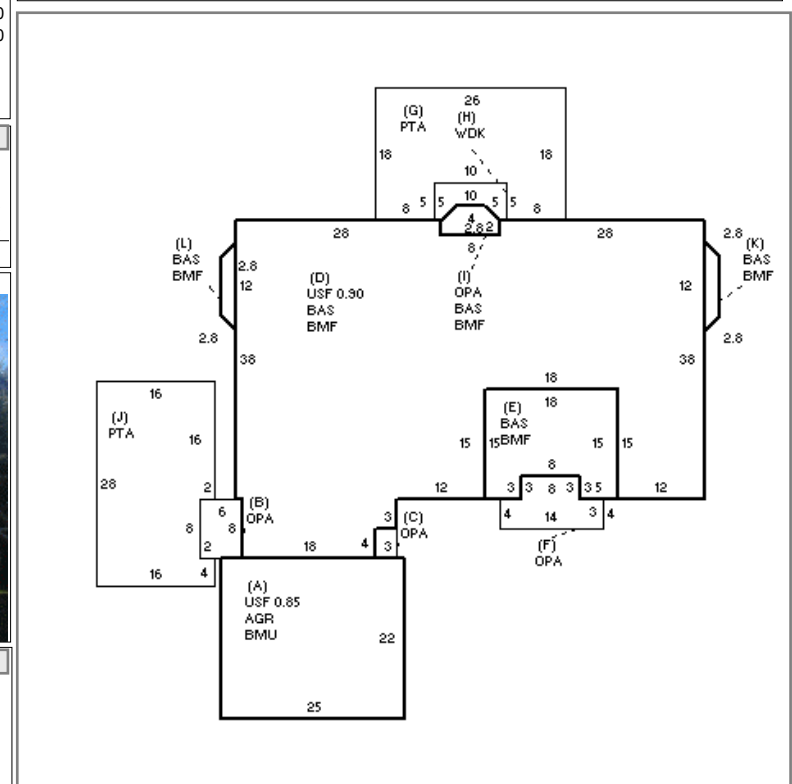 0
0
26
(G)
PTA
(H)
WDK
18
18
10
10
8
5
5
5
5
8
4
2.8
2
8
28
28
(L)
BAS
BMF
2.8
12
2.8
38
(D)
USF 0.90
BAS
BMF
(I)
OPA
BAS
BMF
2.8
(K)
BAS
BMF
12
2.8
38
18
18
(E)
BAS
BMF
15
15
15
15
8
12
3
3
8
3
3
5
12
4
14
3
4
(F)
OPA
16
(J)
PTA
16
28
2
6
8
8
2
16
4
(B)
OPA
3
(C)
OPA
4
3
18
(A)
USF 0.85
AGR
BMU
22
25